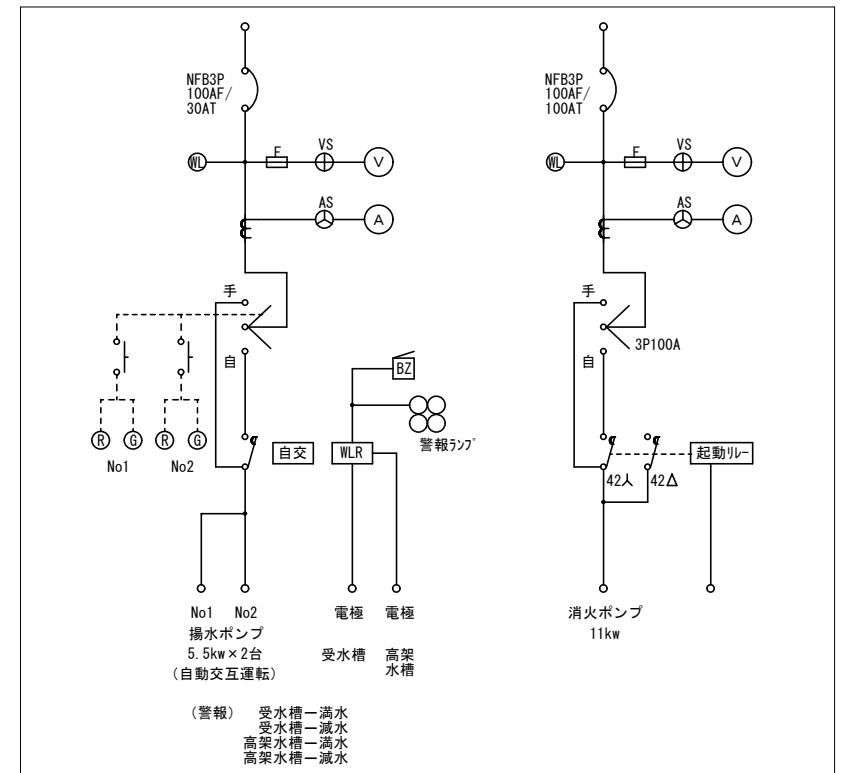 NFB3P
100AF/
30AT
WL
F
VS
V
AS
A
手
自
R
G
R
G
No1
No2
自交
BZ
WLR
警報ランプ
No1
No2
揚水ポンプ
5.5kw×2台
(自動交互運転)
電極
電極
受水槽
高架
水槽
(警報) 受水槽ー満水
受水槽ー減水
高架水槽ー満水
高架水槽ー減水
NFB3P
100AF/
100AT
WL
F
VS
V
AS
A
手
自
3P100A
42人
42Δ
起動リレー
消火ポンプ
11kw